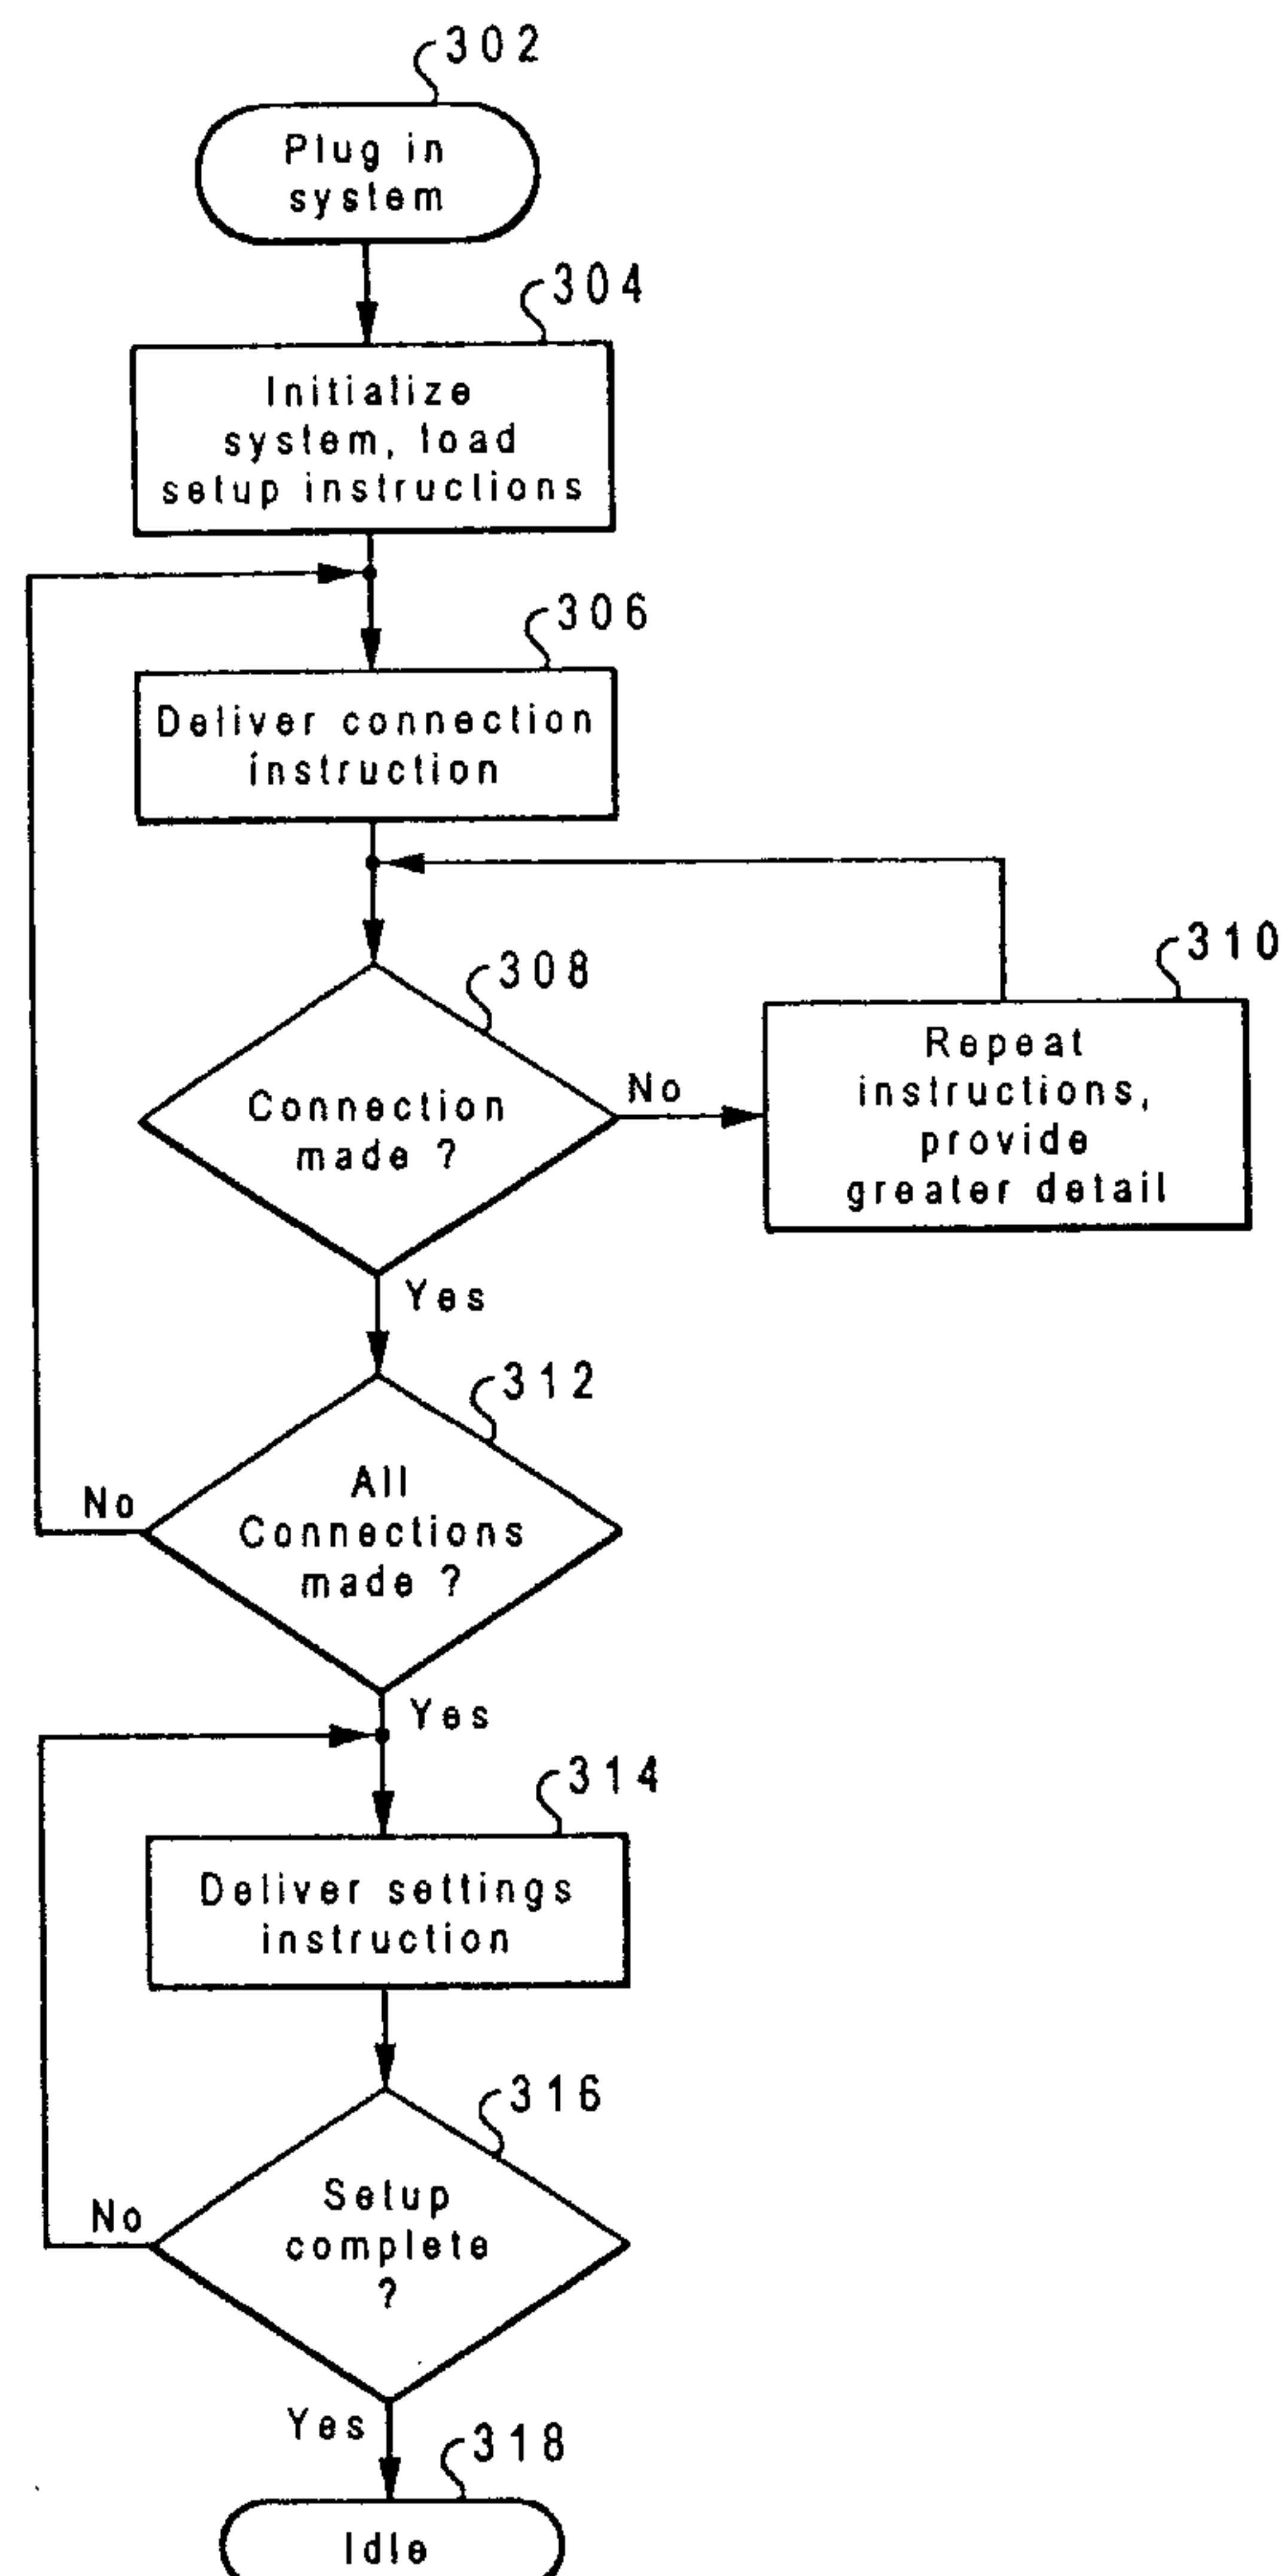 302
Plug in
system
304
Initialize
system, load
setup instructions
306
Deliver connection
instruction
308
Connection
made ?
No
310
Repeat
instructions,
provide
greater detail
Yes
312
All
Connections
made ?
No
Yes
314
Deliver settings
instruction
316
Setup
complete
?
No
Yes
318
Idle